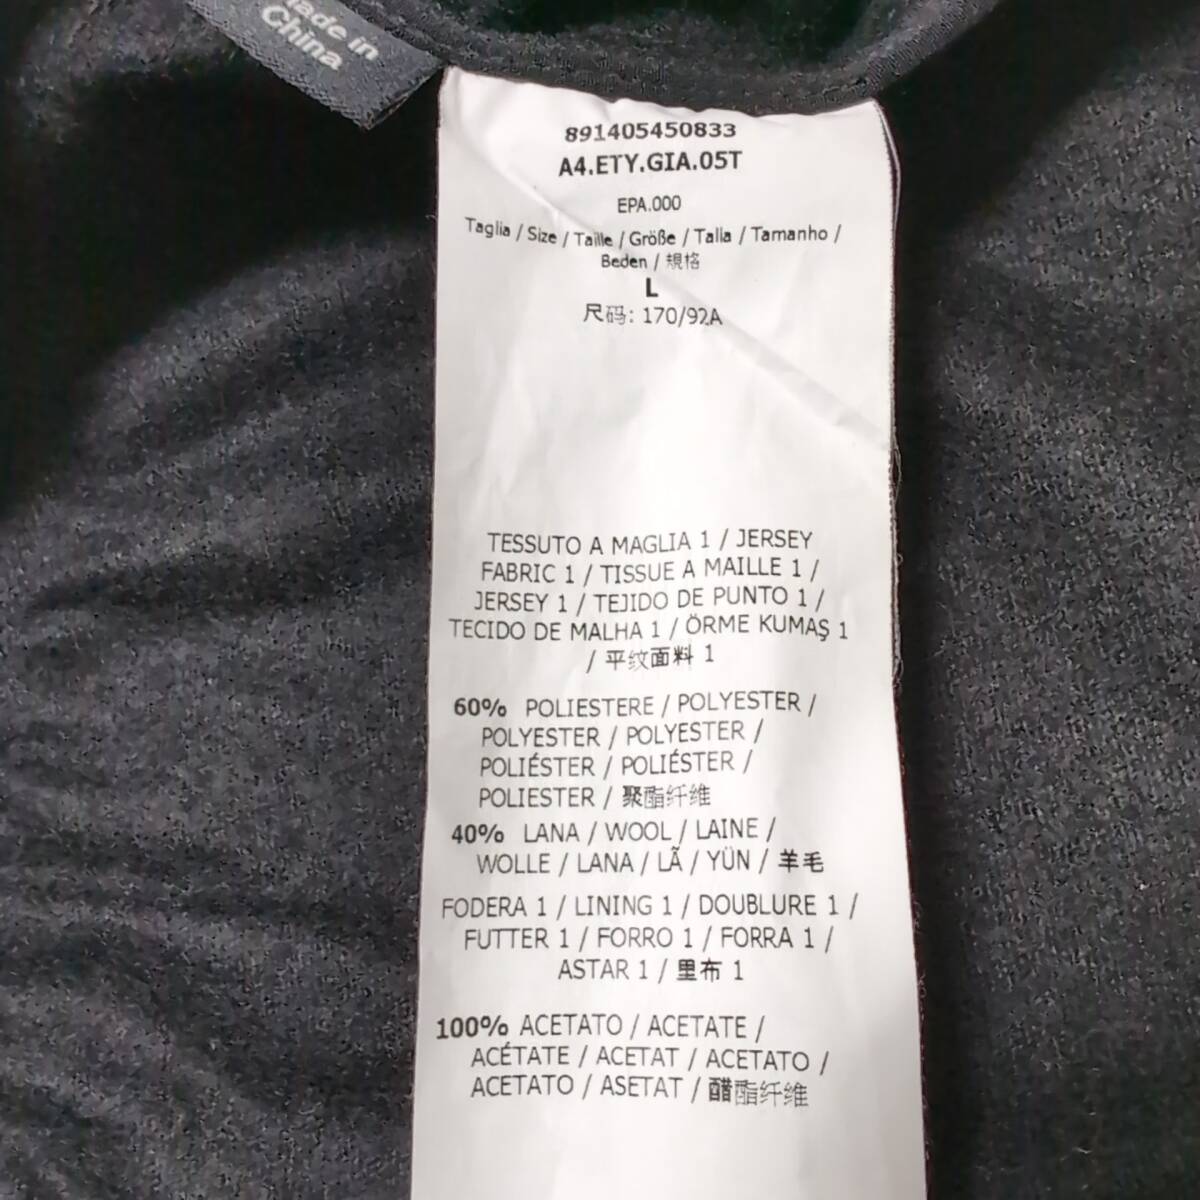 Made in
China
891405450833
A4.ETY.GIA.05T
EPA.000
Taglia / Size / Taille / Größe / Talla / Tamanho /
Beden / 規格
L
尺码: 170/92A
TESSUTO A MAGLIA 1 / JERSEY
FABRIC 1 / TISSUE A MAILLE 1 /
JERSEY 1 / TEJIDO DE PUNTO 1 /
TECIDO DE MALHA 1 / ÖRME KUMAŞ 1
/ 平纹面料 1
60% POLIESTERE / POLYESTER /
POLYESTER / POLYESTER /
POLIÉSTER / POLIÉSTER /
POLIESTER / 聚酯纤维
40% LANA / WOOL / LAINE /
WOLLE / LANA / LÃ / YÜN / 羊毛
FODERA 1 / LINING 1 / DOUBLURE 1 /
FUTTER 1 / FORRO 1 / FORRA 1 /
ASTAR 1 / 里布 1
100% ACETATO / ACETATE /
ACÉTATE / ACETAT / ACETATO /
ACETATO / ASETAT / 醋酯纤维